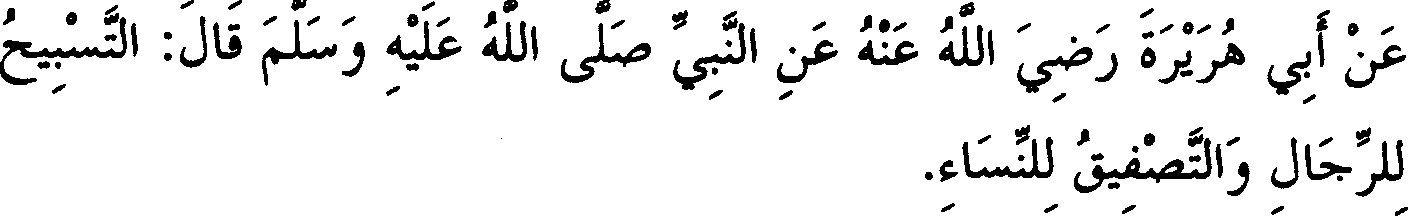 عَنْ أَبِي هُرَيْرَةَ رَضِيَ اللَّهُ عَنْهُ عَنِ النَّبِيِّ صَلَّى اللَّهُ عَلَيْهِ وَسَلَّمَ قَالَ: التَّسْبِيحُ
لِلرِّجَالِ وَالتَّصْفِيقُ لِلنِّسَاءِ.